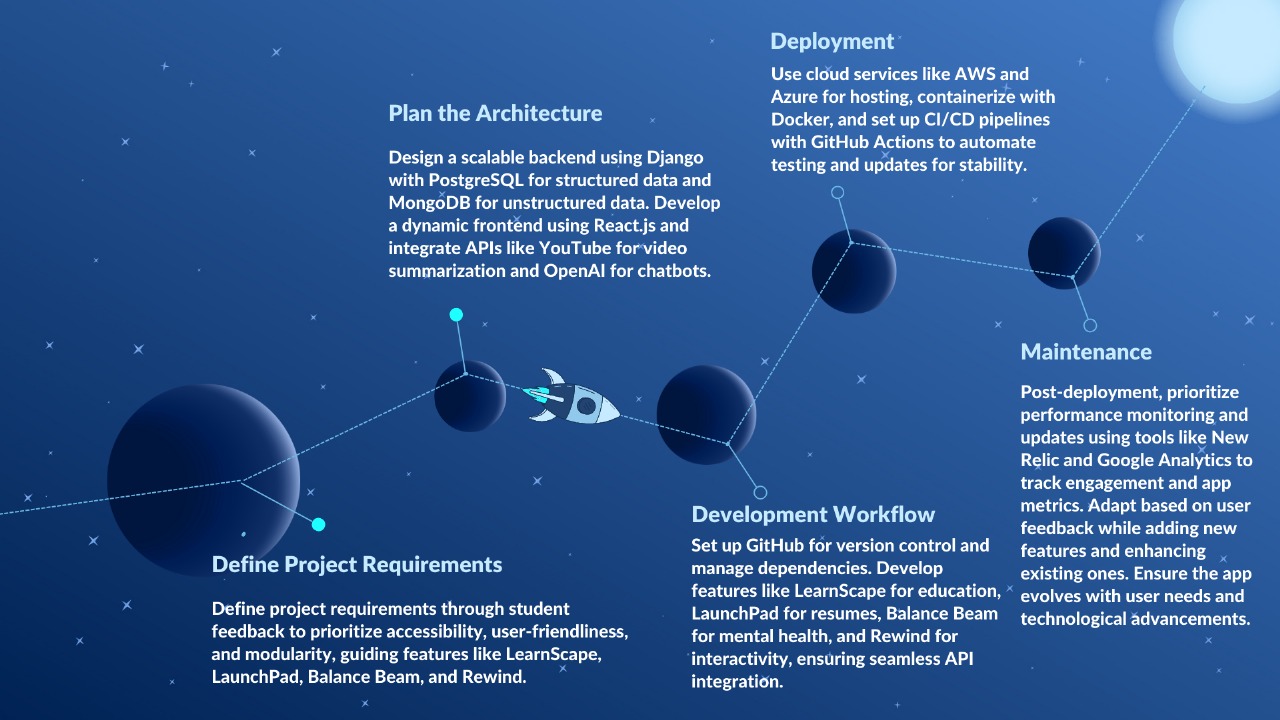 Define Project Requirements
Define project requirements through student
feedback to prioritize accessibility, user-friendliness,
and modularity, guiding features like LearnScape,
LaunchPad, Balance Beam, and Rewind.
Plan the Architecture
Design a scalable backend using Django
with PostgreSQL for structured data and
MongoDB for unstructured data. Develop
a dynamic frontend using React.js and
integrate APIs like YouTube for video
summarization and OpenAI for chatbots.
Development Workflow
Set up GitHub for version control and
manage dependencies. Develop
features like LearnScape for education,
LaunchPad for resumes, Balance Beam
for mental health, and Rewind for
interactivity, ensuring seamless API
integration.
Deployment
Use cloud services like AWS and
Azure for hosting, containerize with
Docker, and set up CI/CD pipelines
with GitHub Actions to automate
testing and updates for stability.
Maintenance
Post-deployment, prioritize
performance monitoring and
updates using tools like New
Relic and Google Analytics to
track engagement and app
metrics. Adapt based on user
feedback while adding new
features and enhancing
existing ones. Ensure the app
evolves with user needs and
technological advancements.